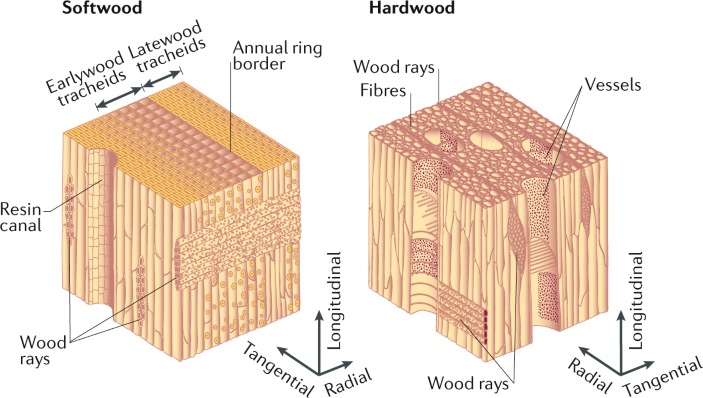 Softwood
Earlywood
tracheids
Latewood
tracheids
Annual ring
border
Resin
canal
Wood
rays
Longitudinal
Tangential
Radial
Hardwood
Wood rays
Fibres
Vessels
Wood rays
Longitudinal
Radial
Tangential